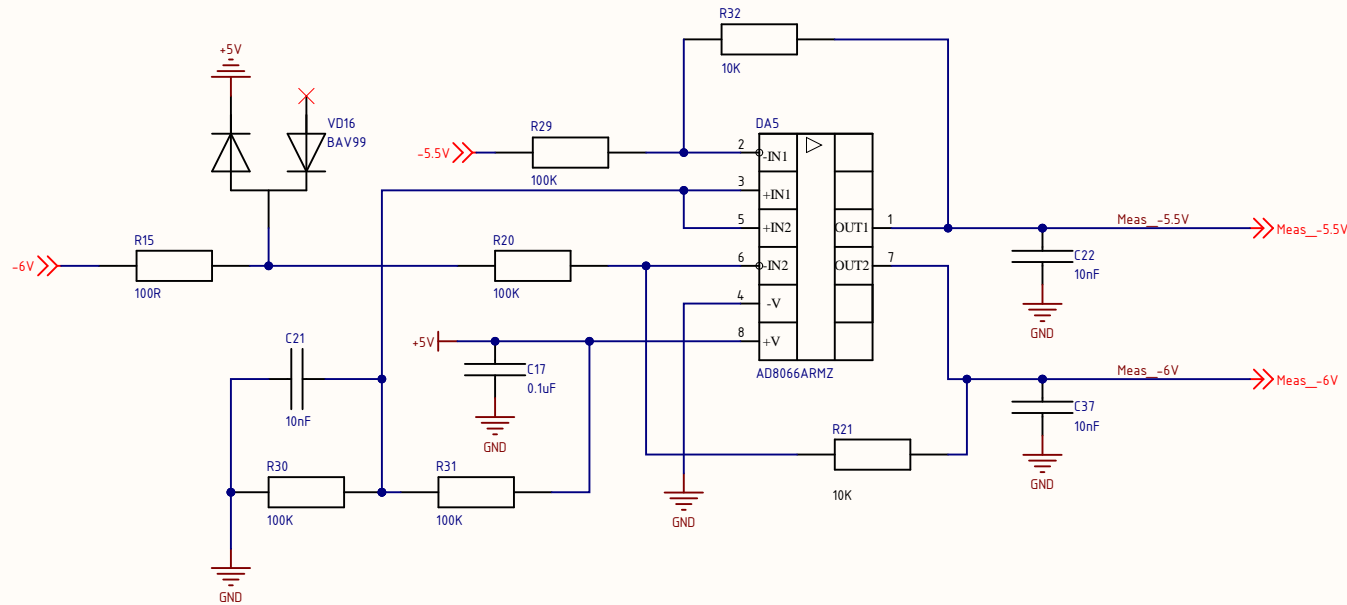 R32
10K
+5V
VD16
BAV99
DA5
R29
-5.5V
100K
2
-IN1
3
+IN1
5
+IN2
OUT1
1
Meas_-5.5V
Meas_-5.5V
R15
-6V
100R
R20
100K
6
-IN2
OUT2
7
C22
10nF
GND
4
-V
8
+V
+5V
C21
10nF
C17
0.1uF
GND
AD8066ARMZ
Meas_-6V
Meas_-6V
C37
10nF
GND
R21
10K
R30
100K
R31
100K
GND
GND